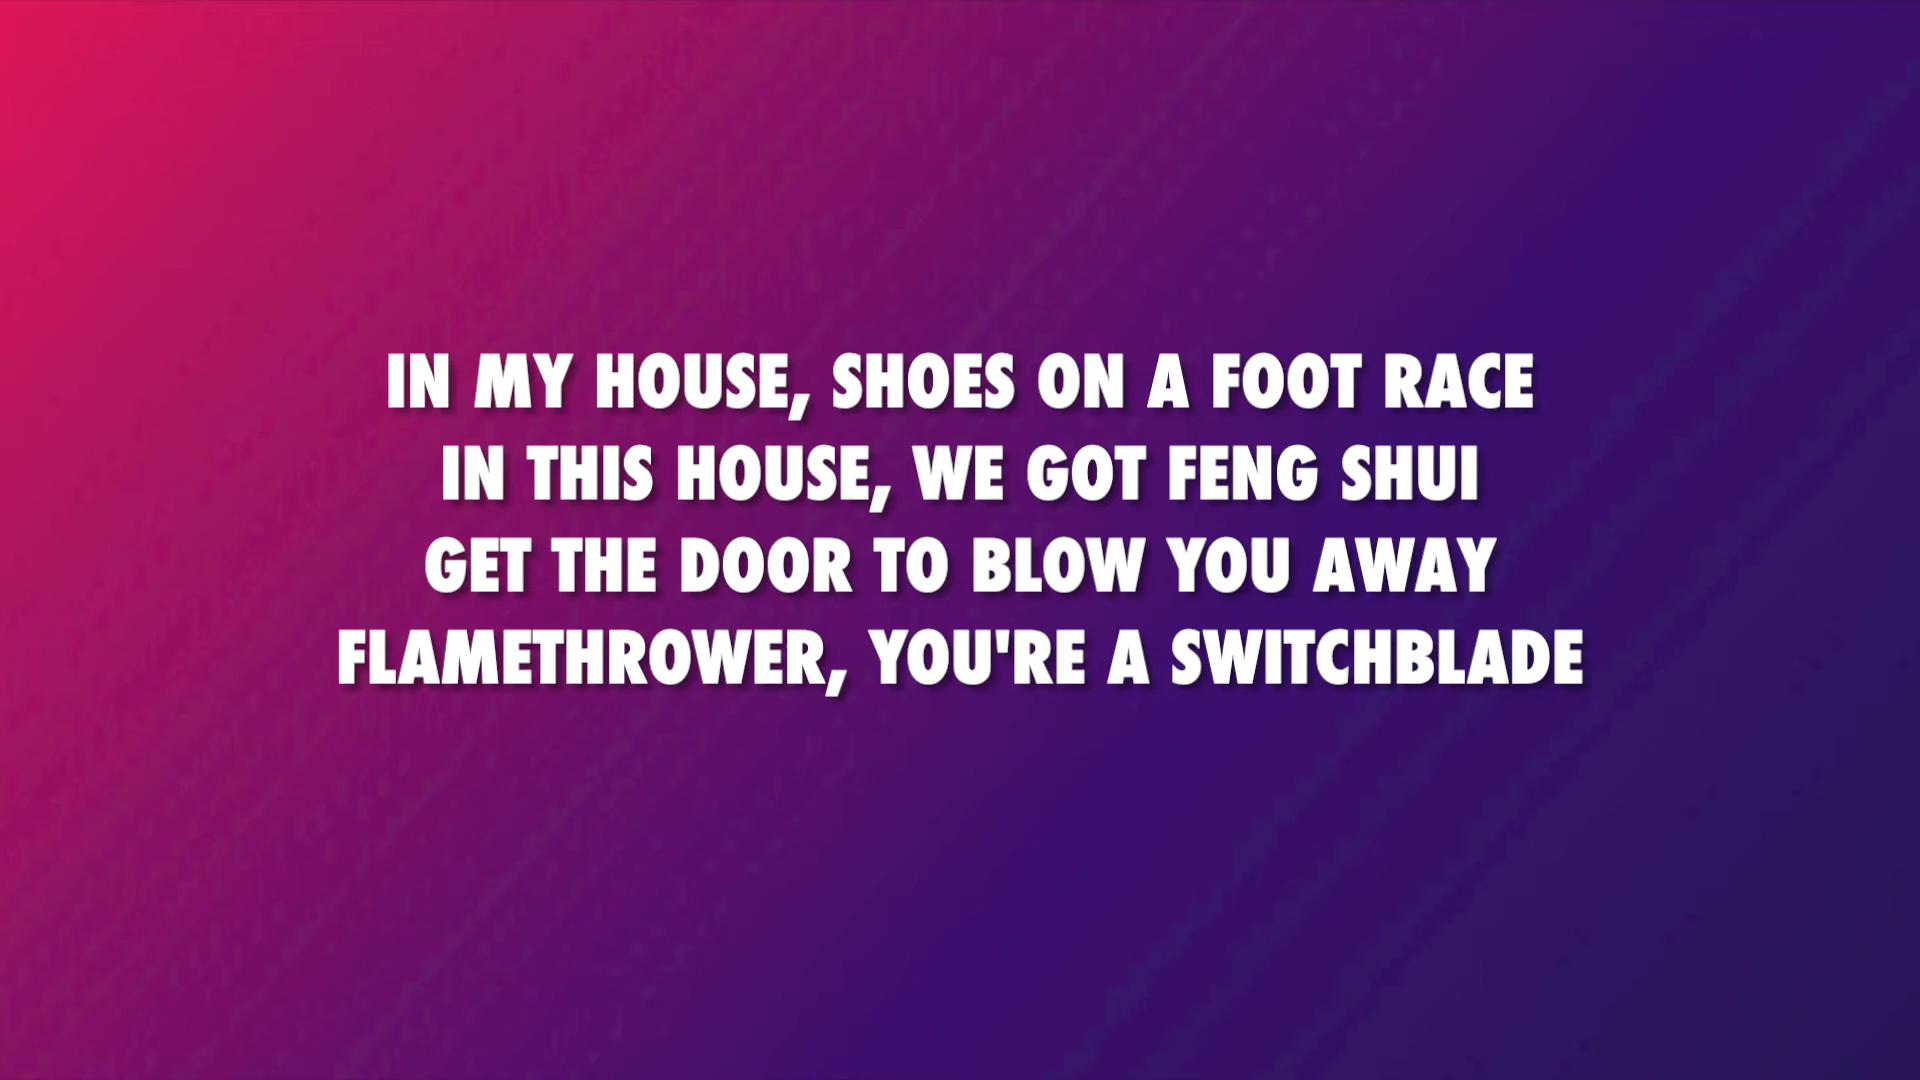 IN MY HOUSE, SHOES ON A FOOT RACE
IN THIS HOUSE, WE GOT FENG SHUI
GET THE DOOR TO BLOW YOU AWAY
FLAMETHROWER, YOU'RE A SWITCHBLADE